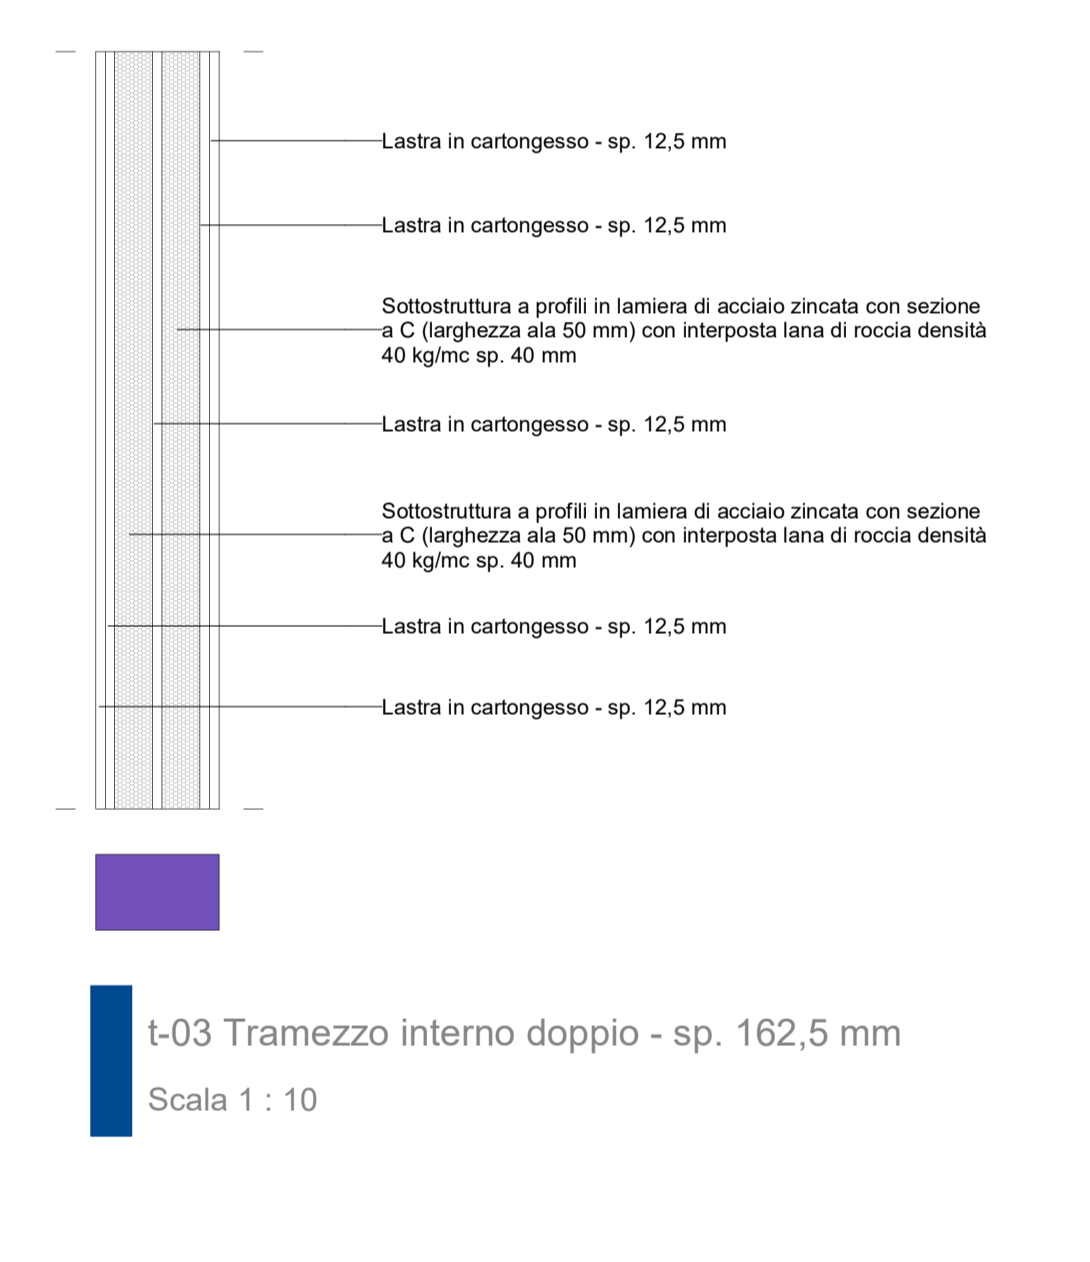 Lastra in cartongesso - sp. 12,5 mm
Lastra in cartongesso - sp. 12,5 mm
Sottostruttura a profili in lamiera di acciaio zincata con sezione
a C (larghezza ala 50 mm) con interposta lana di roccia densità
40 kg/mc sp. 40 mm
Lastra in cartongesso - sp. 12,5 mm
Sottostruttura a profili in lamiera di acciaio zincata con sezione
a C (larghezza ala 50 mm) con interposta lana di roccia densità
40 kg/mc sp. 40 mm
Lastra in cartongesso - sp. 12,5 mm
Lastra in cartongesso - sp. 12,5 mm
t-03 Tramezzo interno doppio - sp. 162,5 mm
Scala 1 : 10